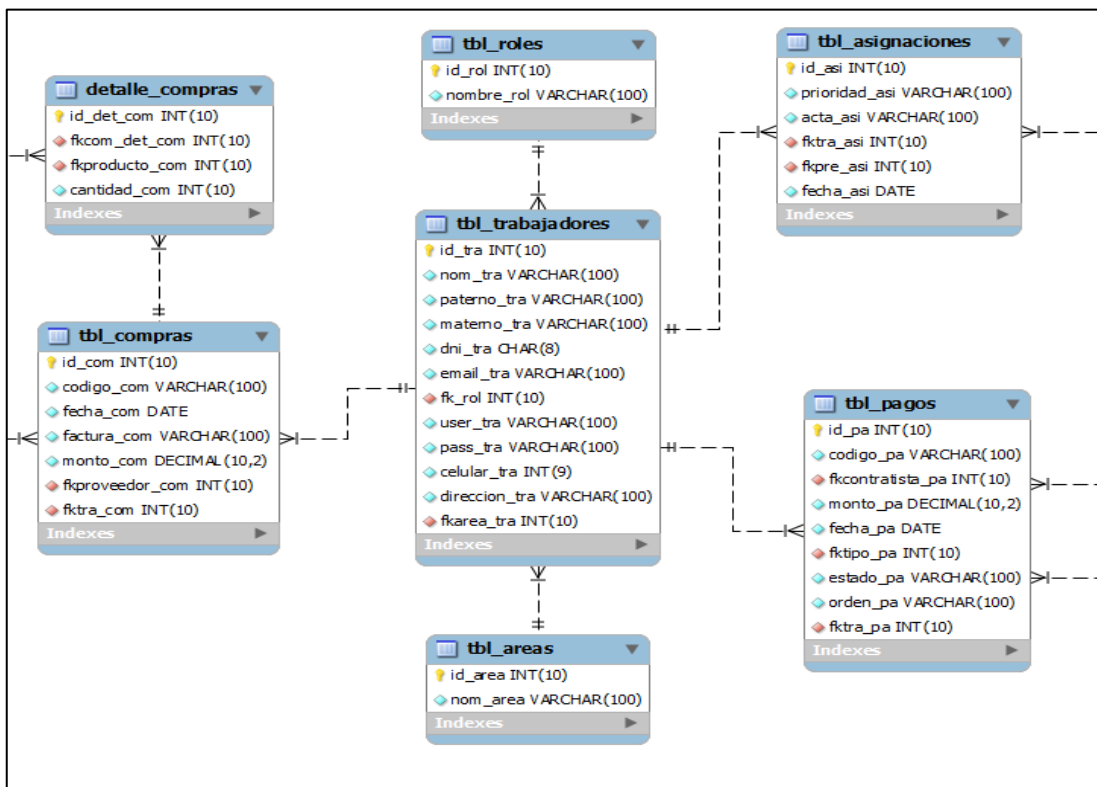 detalle_compras
id_det_com INT(10)
fkcom_det_com INT(10)
fkproducto_com INT(10)
cantidad_com INT(10)
Indexes
tbl_compras
id_com INT(10)
codigo_com VARCHAR(100)
fecha_com DATE
factura_com VARCHAR(100)
monto_com DECIMAL(10,2)
fkproveedor_com INT(10)
fktra_com INT(10)
Indexes
tbl_roles
id_rol INT(10)
nombre_rol VARCHAR(100)
Indexes
tbl_trabajadores
id_tra INT(10)
nom_tra VARCHAR(100)
paterno_tra VARCHAR(100)
materno_tra VARCHAR(100)
dni_tra CHAR(8)
email_tra VARCHAR(100)
fk_rol INT(10)
user_tra VARCHAR(100)
pass_tra VARCHAR(100)
celular_tra INT(9)
direccion_tra VARCHAR(100)
fkarea_tra INT(10)
Indexes
tbl_areas
id_area INT(10)
nom_area VARCHAR(100)
Indexes
tbl_asignaciones
id_asi INT(10)
prioridad_asi VARCHAR(100)
acta_asi VARCHAR(100)
fktra_asi INT(10)
fkpre_asi INT(10)
fecha_asi DATE
Indexes
tbl_pagos
id_pa INT(10)
codigo_pa VARCHAR(100)
fkcontratista_pa INT(10)
monto_pa DECIMAL(10,2)
fecha_pa DATE
fktipo_pa INT(10)
estado_pa VARCHAR(100)
orden_pa VARCHAR(100)
fktra_pa INT(10)
Indexes